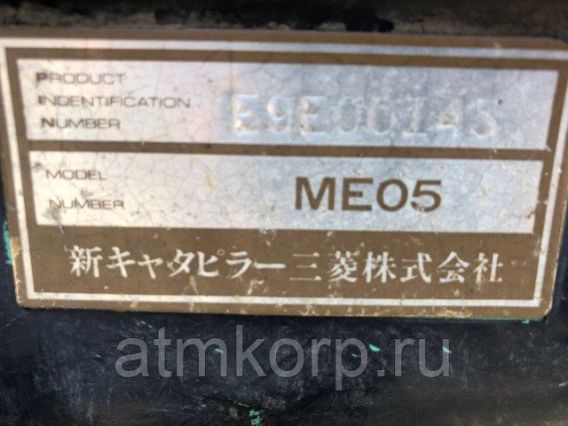 PRODUCT
INDENTIFICATION
NUMBER
E9E00143
MODEL
NUMBER
ME05
新キャタピラー三菱株式会社
atmkorp.ru